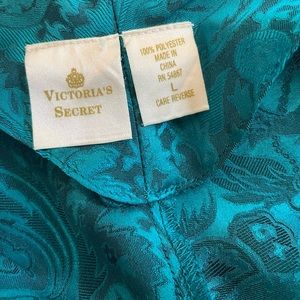 VICTORIA'S
SECRET
100% POLYESTER
MADE IN
CHINA
RN 54867
L
CARE REVERSE